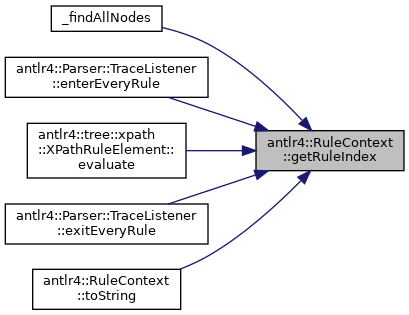 _findAllNodes
antlr4::Parser::TraceListener
::enterEveryRule
antlr4::tree::xpath
::XPathRuleElement::
evaluate
antlr4::RuleContext
::getRuleIndex
antlr4::Parser::TraceListener
::exitEveryRule
antlr4::RuleContext
::toString